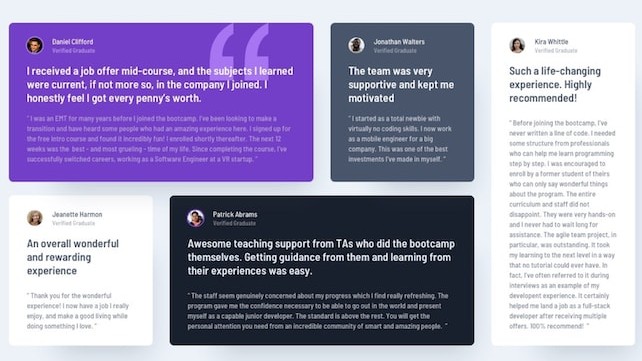 Daniel Clifford
Verified Graduate
I received a job offer mid-course, and the subjects I learned
were current, if not more so, in the company I joined. I
honestly feel I got every penny's worth.
" I was an EMT for many years before I joined the bootcamp. I've been looking to make a
transition and have heard some people who had an amazing experience here. I signed up for
the free intro course and found it incredibly fun! I enrolled shortly thereafter. The next 12
weeks was the best - and most grueling - time of my life. Since completing the course, I've
successfully switched careers, working as a Software Engineer at a VR startup. "
Jonathan Walters
Verified Graduate
The team was very
supportive and kept me
motivated
" I started as a total newbie with
virtually no coding skills. I now work
as a mobile engineer for a big
company. This was one of the best
investments I've made in myself. "
Kira Whittle
Verified Graduate
Such a life-changing
experience. Highly
recommended!
" Before joining the bootcamp, I've
never written a line of code. I needed
some structure from professionals
who can help me learn programming
step by step. I was encouraged to
enroll by a former student of theirs
who can only say wonderful things
about the program. The entire
curriculum and staff did not
disappoint. They were very hands-on
and I never had to wait long for
assistance. The agile team project, in
particular, was outstanding. It took
my learning to the next level in a way
that no tutorial could ever have. In
fact, I've often referred to it during
interviews as an example of my
developent experience. It certainly
helped me land a job as a full-stack
developer after receiving multiple
offers. 100% recommend! "
Jeanette Harmon
Verified Graduate
An overall wonderful
and rewarding
experience
" Thank you for the wonderful
experience! I now have a job I really
enjoy, and make a good living while
doing something I love. "
Patrick Abrams
Verified Graduate
Awesome teaching support from TAs who did the bootcamp
themselves. Getting guidance from them and learning from
their experiences was easy.
" The staff seem genuinely concerned about my progress which I find really refreshing. The
program gave me the confidence necessary to be able to go out in the world and present
myself as a capable junior developer. The standard is above the rest. You will get the
personal attention you need from an incredible community of smart and amazing people. "